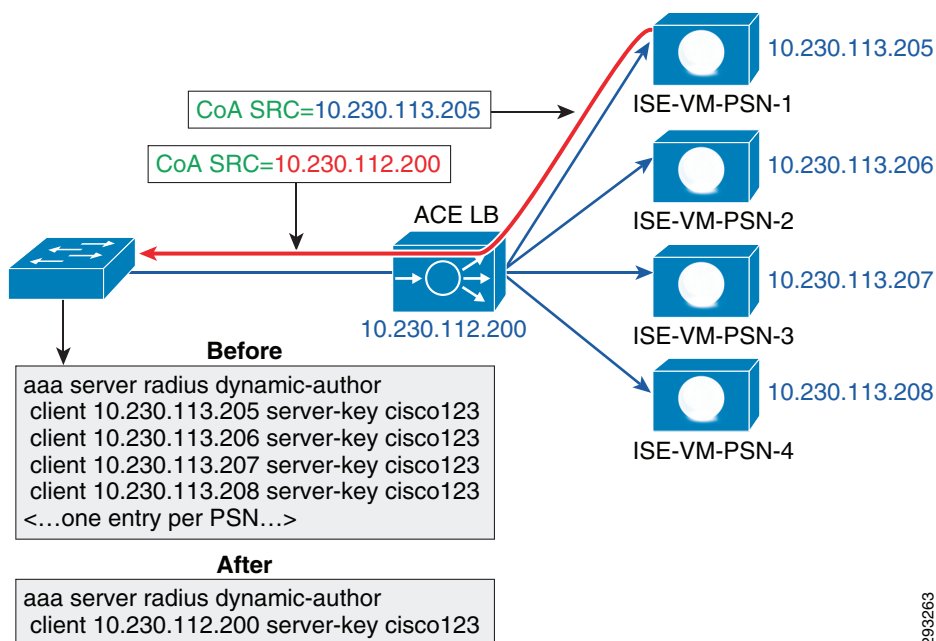 10.230.113.205
ISE-VM-PSN-1
CoA SRC=10.230.113.205
CoA SRC=10.230.112.200
10.230.113.206
ISE-VM-PSN-2
ACE LB
10.230.112.200
10.230.113.207
ISE-VM-PSN-3
10.230.113.208
ISE-VM-PSN-4
Before
aaa server radius dynamic-author
client 10.230.113.205 server-key cisco123
client 10.230.113.206 server-key cisco123
client 10.230.113.207 server-key cisco123
client 10.230.113.208 server-key cisco123
<...one entry per PSN...>
After
aaa server radius dynamic-author
client 10.230.112.200 server-key cisco123
293263